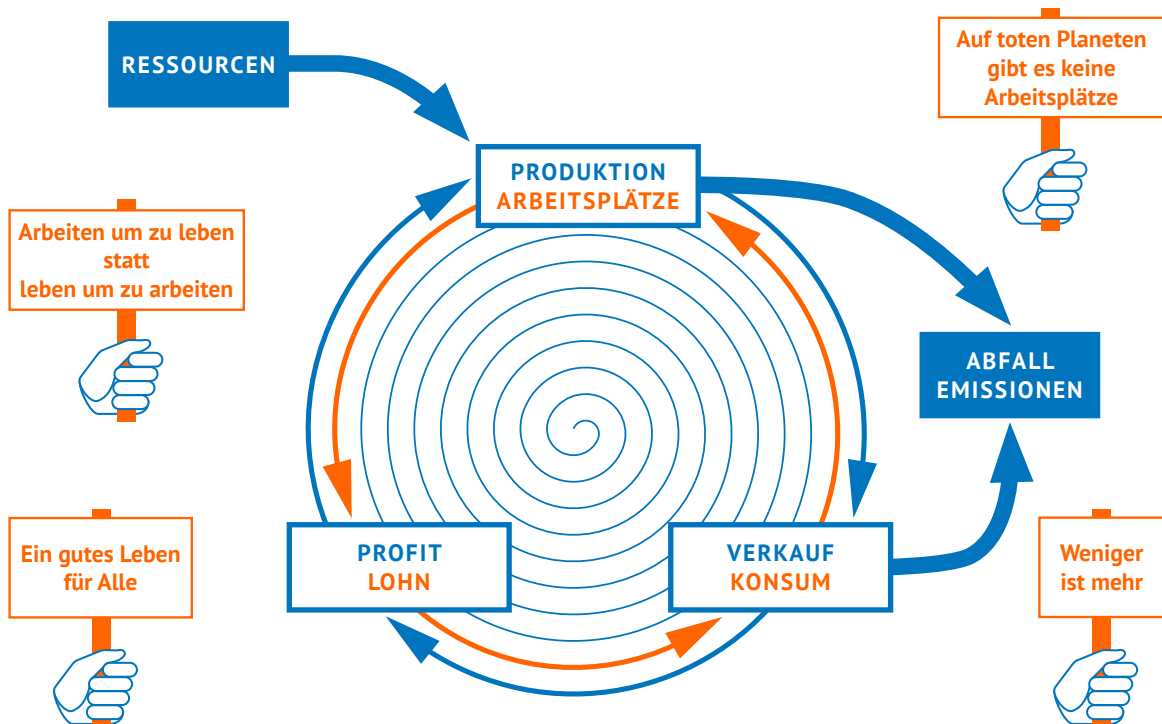 RESSOURCEN
Auf toten Planeten
gibt es keine
Arbeitsplätze
PRODUKTION
ARBEITSPLÄTZE
Arbeiten um zu leben
statt
leben um zu arbeiten
ABFALL
EMISSIONEN
Ein gutes Leben
für Alle
PROFIT
LOHN
VERKAUF
KONSUM
Weniger
ist mehr